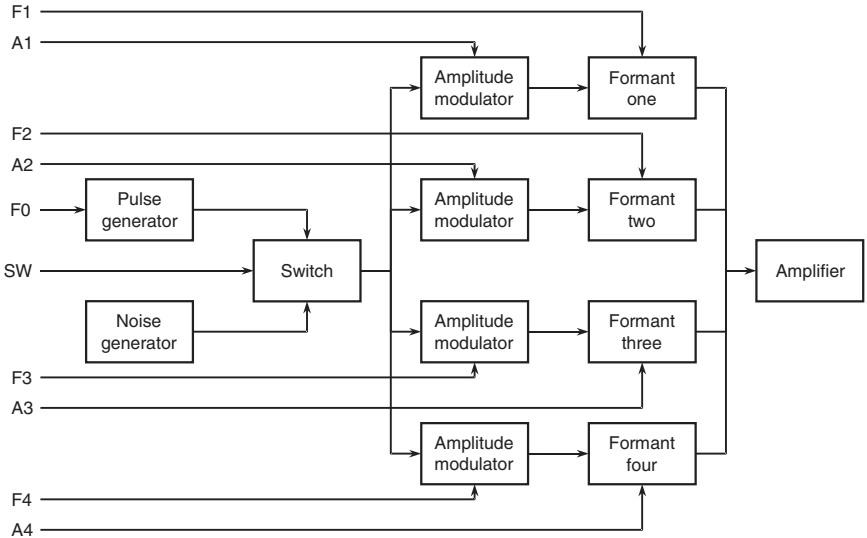 F1
A1
Amplitude
modulator
Formant
one
F2
A2
F0
Pulse
generator
Amplitude
modulator
Formant
two
SW
Switch
Amplifier
Noise
generator
Amplitude
modulator
Formant
three
F3
A3
Amplitude
modulator
Formant
four
F4
A4